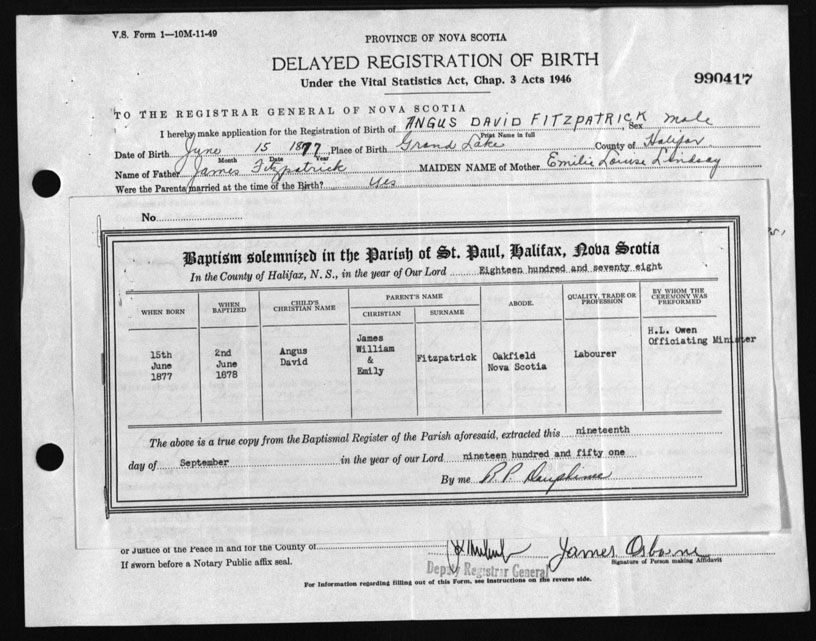 V.S. Form 1—10M-11-49
PROVINCE OF NOVA SCOTIA
DELAYED REGISTRATION OF BIRTH
Under the Vital Statistics Act, Chap. 3 Acts 1946
990417
TO THE REGISTRAR GENERAL OF NOVA SCOTIA
I hereby make application for the Registration of Birth of ANGUS DAVID FITZPATRICK, Sex male
Print Name in full
Date of Birth June 15 1877, Place of Birth Grand Lake County of Halifax
Month Date Year
Name of Father James Fitzpatrick MAIDEN NAME of Mother Emilie Louise Lindsay
Were the Parents married at the time of the Birth? Yes
No.
Baptism solemnized in the Parish of St. Paul, Halifax, Nova Scotia
In the County of Halifax, N. S., in the year of Our Lord Eighteen hundred and seventy eight
WHEN BORN WHEN BAPTIZED CHILD'S CHRISTIAN NAME PARENT'S NAME CHRISTIAN SURNAME ABODE. QUALITY, TRADE OR PROFESSION BY WHOM THE CEREMONY WAS PREFORMED
15th June 1877 2nd June 1878 Angus David James William & Emily Fitzpatrick Oakfield Nova Scotia Labourer H.L. Owen Officiating Minister
The above is a true copy from the Baptismal Register of the Parish aforesaid, extracted this nineteenth
day of September in the year of our Lord nineteen hundred and fifty one
By me
or Justice of the Peace in and for the County of
James Osborne
If sworn before a Notary Public affix seal.
Deputy Registrar General
Signature of Person making Affidavit
For Information regarding filling out of this Form, see instructions on the reverse side.